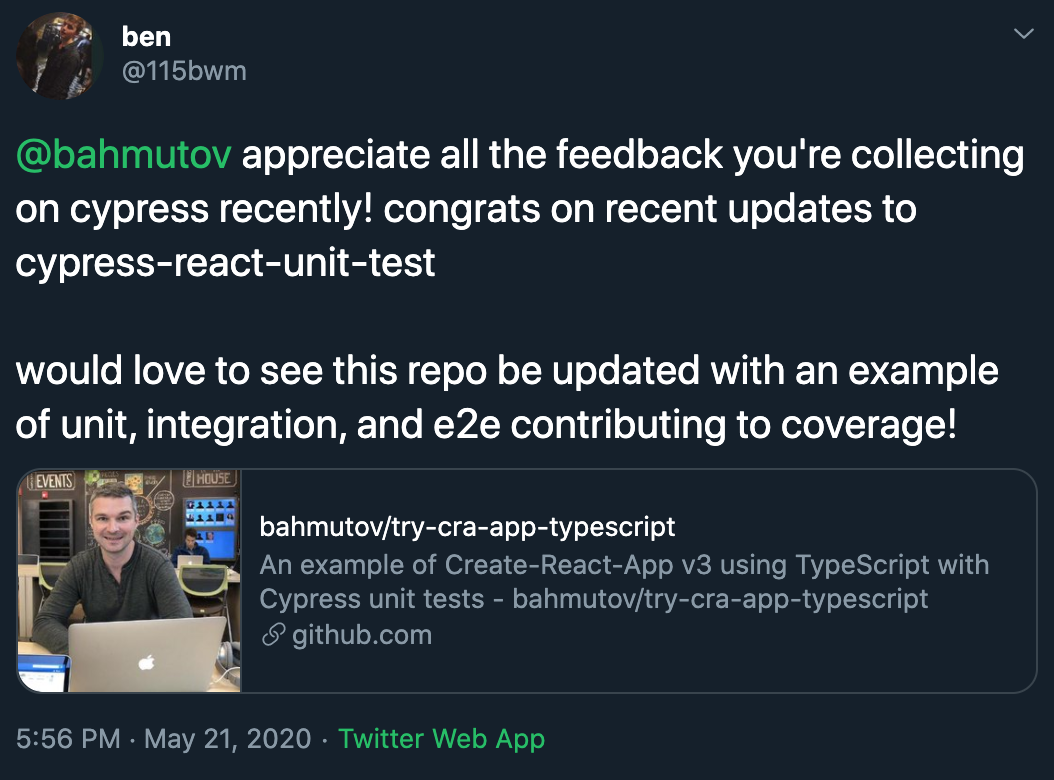 ben
@115bwm
@bahmutov appreciate all the feedback you're collecting
on cypress recently! congrats on recent updates to
cypress-react-unit-test
would love to see this repo be updated with an example
of unit, integration, and e2e contributing to coverage!
EVENTS
HOUSE
bahmutov/try-cra-app-typescript
An example of Create-React-App v3 using TypeScript with
Cypress unit tests - bahmutov/try-cra-app-typescript
github.com
5:56 PM · May 21, 2020 · Twitter Web App